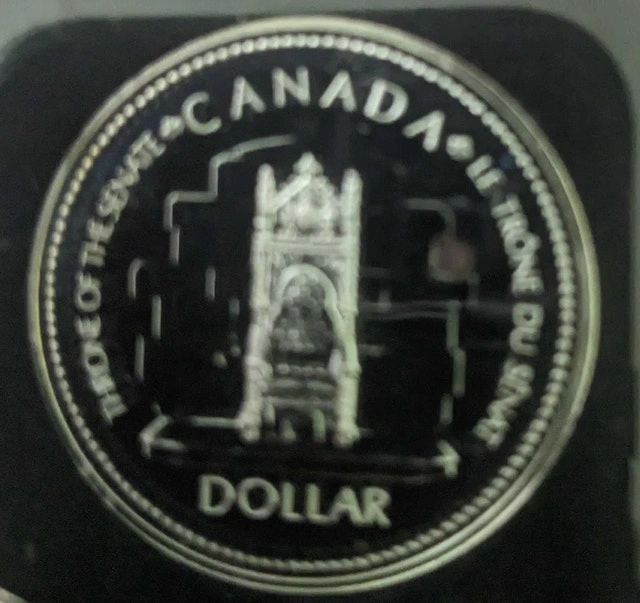 CANADA
THRONE OF THE SENATE
LE TRÔNE DU SÉNAT
DOLLAR